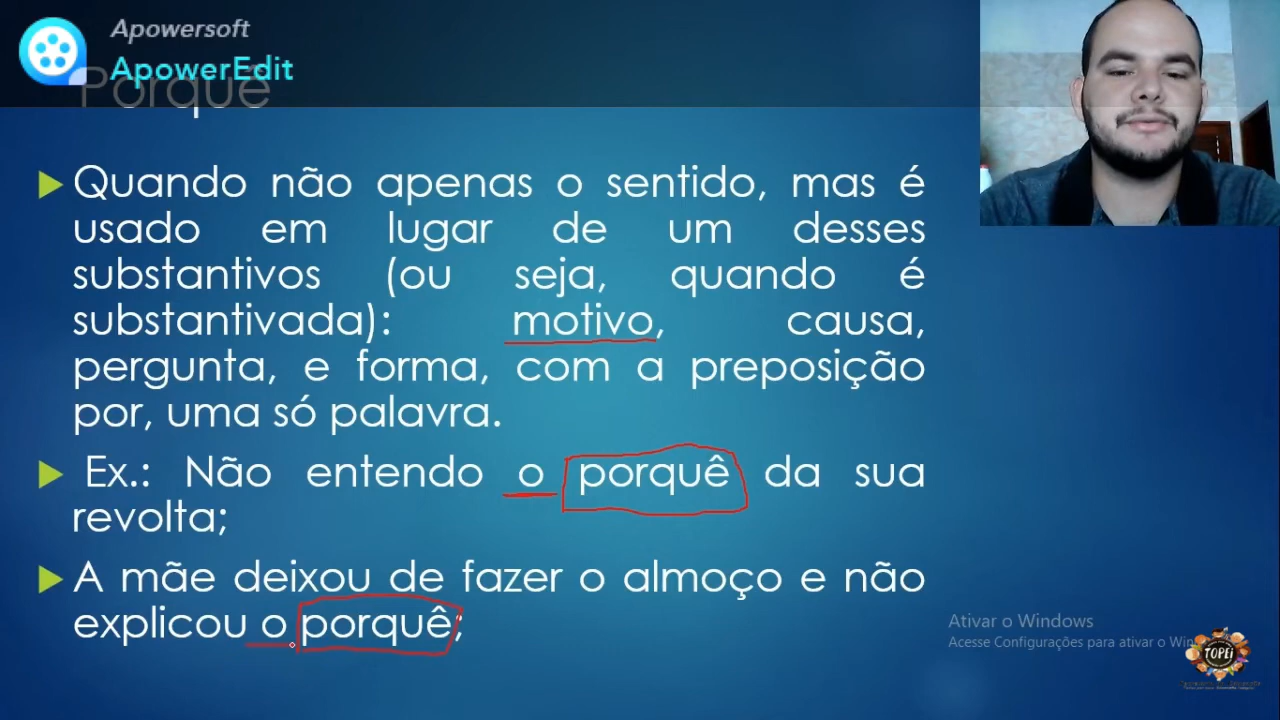 Apowersoft
ApowerEdit
Porquê
Quando não apenas o sentido, mas é
usado em lugar de um desses
substantivos (ou seja, quando é
substantivada): motivo, causa,
pergunta, e forma, com a preposição
por, uma só palavra.
Ex.: Não entendo o porquê da sua
revolta;
A mãe deixou de fazer o almoço e não
explicou o porquê;
Ativar o Windows
Acesse Configurações para ativar o Win
TOPEI